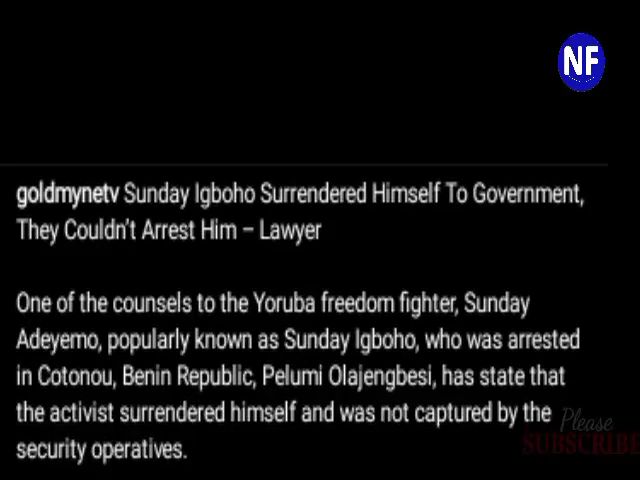 NF
goldmynetv Sunday Igboho Surrendered Himself To Government,
They Couldn't Arrest Him – Lawyer
One of the counsels to the Yoruba freedom fighter, Sunday
Adeyemo, popularly known as Sunday Igboho, who was arrested
in Cotonou, Benin Republic, Pelumi Olajengbesi, has state that
the activist surrendered himself and was not captured by the
security operatives.
Please
SUBSCRIBE